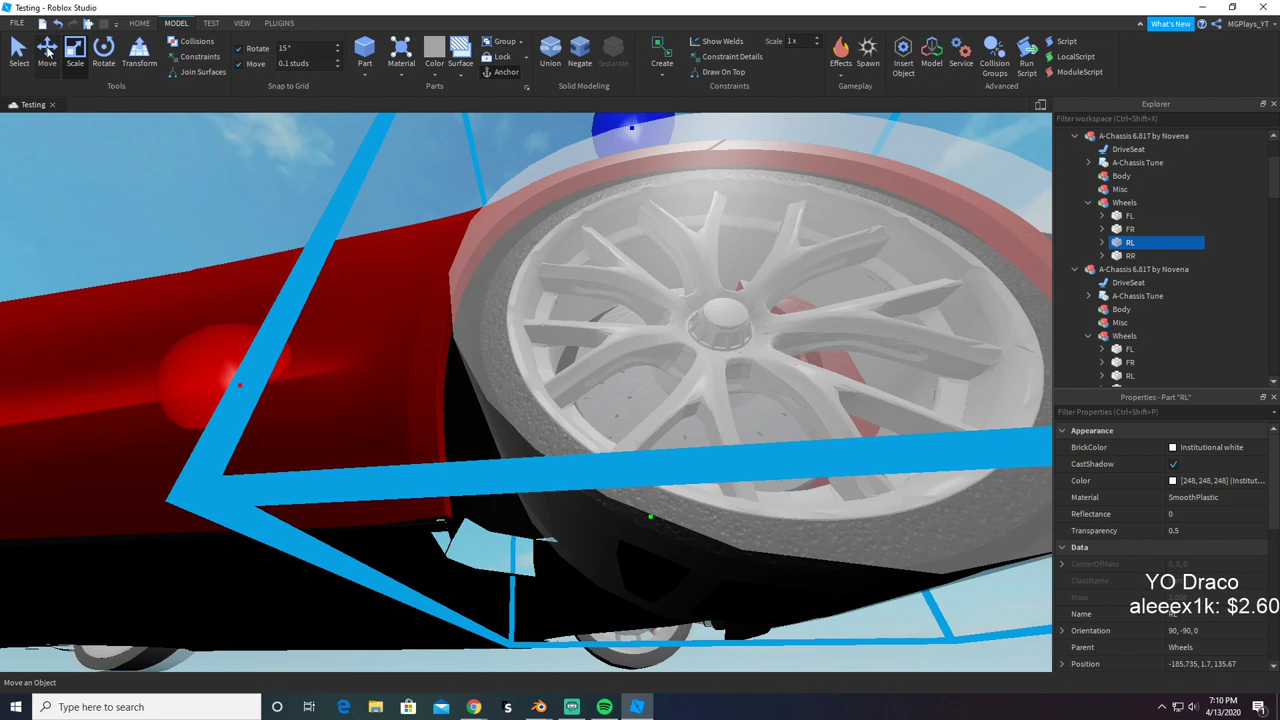 Testing - Roblox Studio
FILE HOME MODEL TEST VIEW PLUGINS What's New MGPlays_YT
Select Move Scale Rotate Transform
Collisions
Constraints
Join Surfaces
Rotate 15°
Move 0.1 studs
Part Material Color Surface
Group
Lock
Anchor
Union Negate Separate
Create
Show Welds Scale 1 x
Constraint Details
Draw On Top
Effects Spawn
Insert Object Model Service Collision Groups Run Script
Script
LocalScript
ModuleScript
Tools Snap to Grid Parts Solid Modeling Constraints Gameplay Advanced
Testing
Explorer
Filter workspace (Ctrl+Shift+X)
A-Chassis 6.81T by Novena
DriveSeat
A-Chassis Tune
Body
Misc
Wheels
FL
FR
RL
RR
A-Chassis 6.81T by Novena
DriveSeat
A-Chassis Tune
Body
Misc
Wheels
FL
FR
RL
Properties - Part "RL"
Filter Properties (Ctrl+Shift+P)
Appearance
BrickColor Institutional white
CastShadow
Color [248, 248, 248] (Instituti...
Material SmoothPlastic
Reflectance 0
Transparency 0.5
Data
CenterOfMass 0, 0, 0
ClassName
Mass
Name RL
Orientation 90, -90, 0
Parent Wheels
Position -185.735, 1.7, 135.67
YO Draco
aleeex1k: $2.60
Move an Object
Type here to search
7:10 PM
4/13/2020